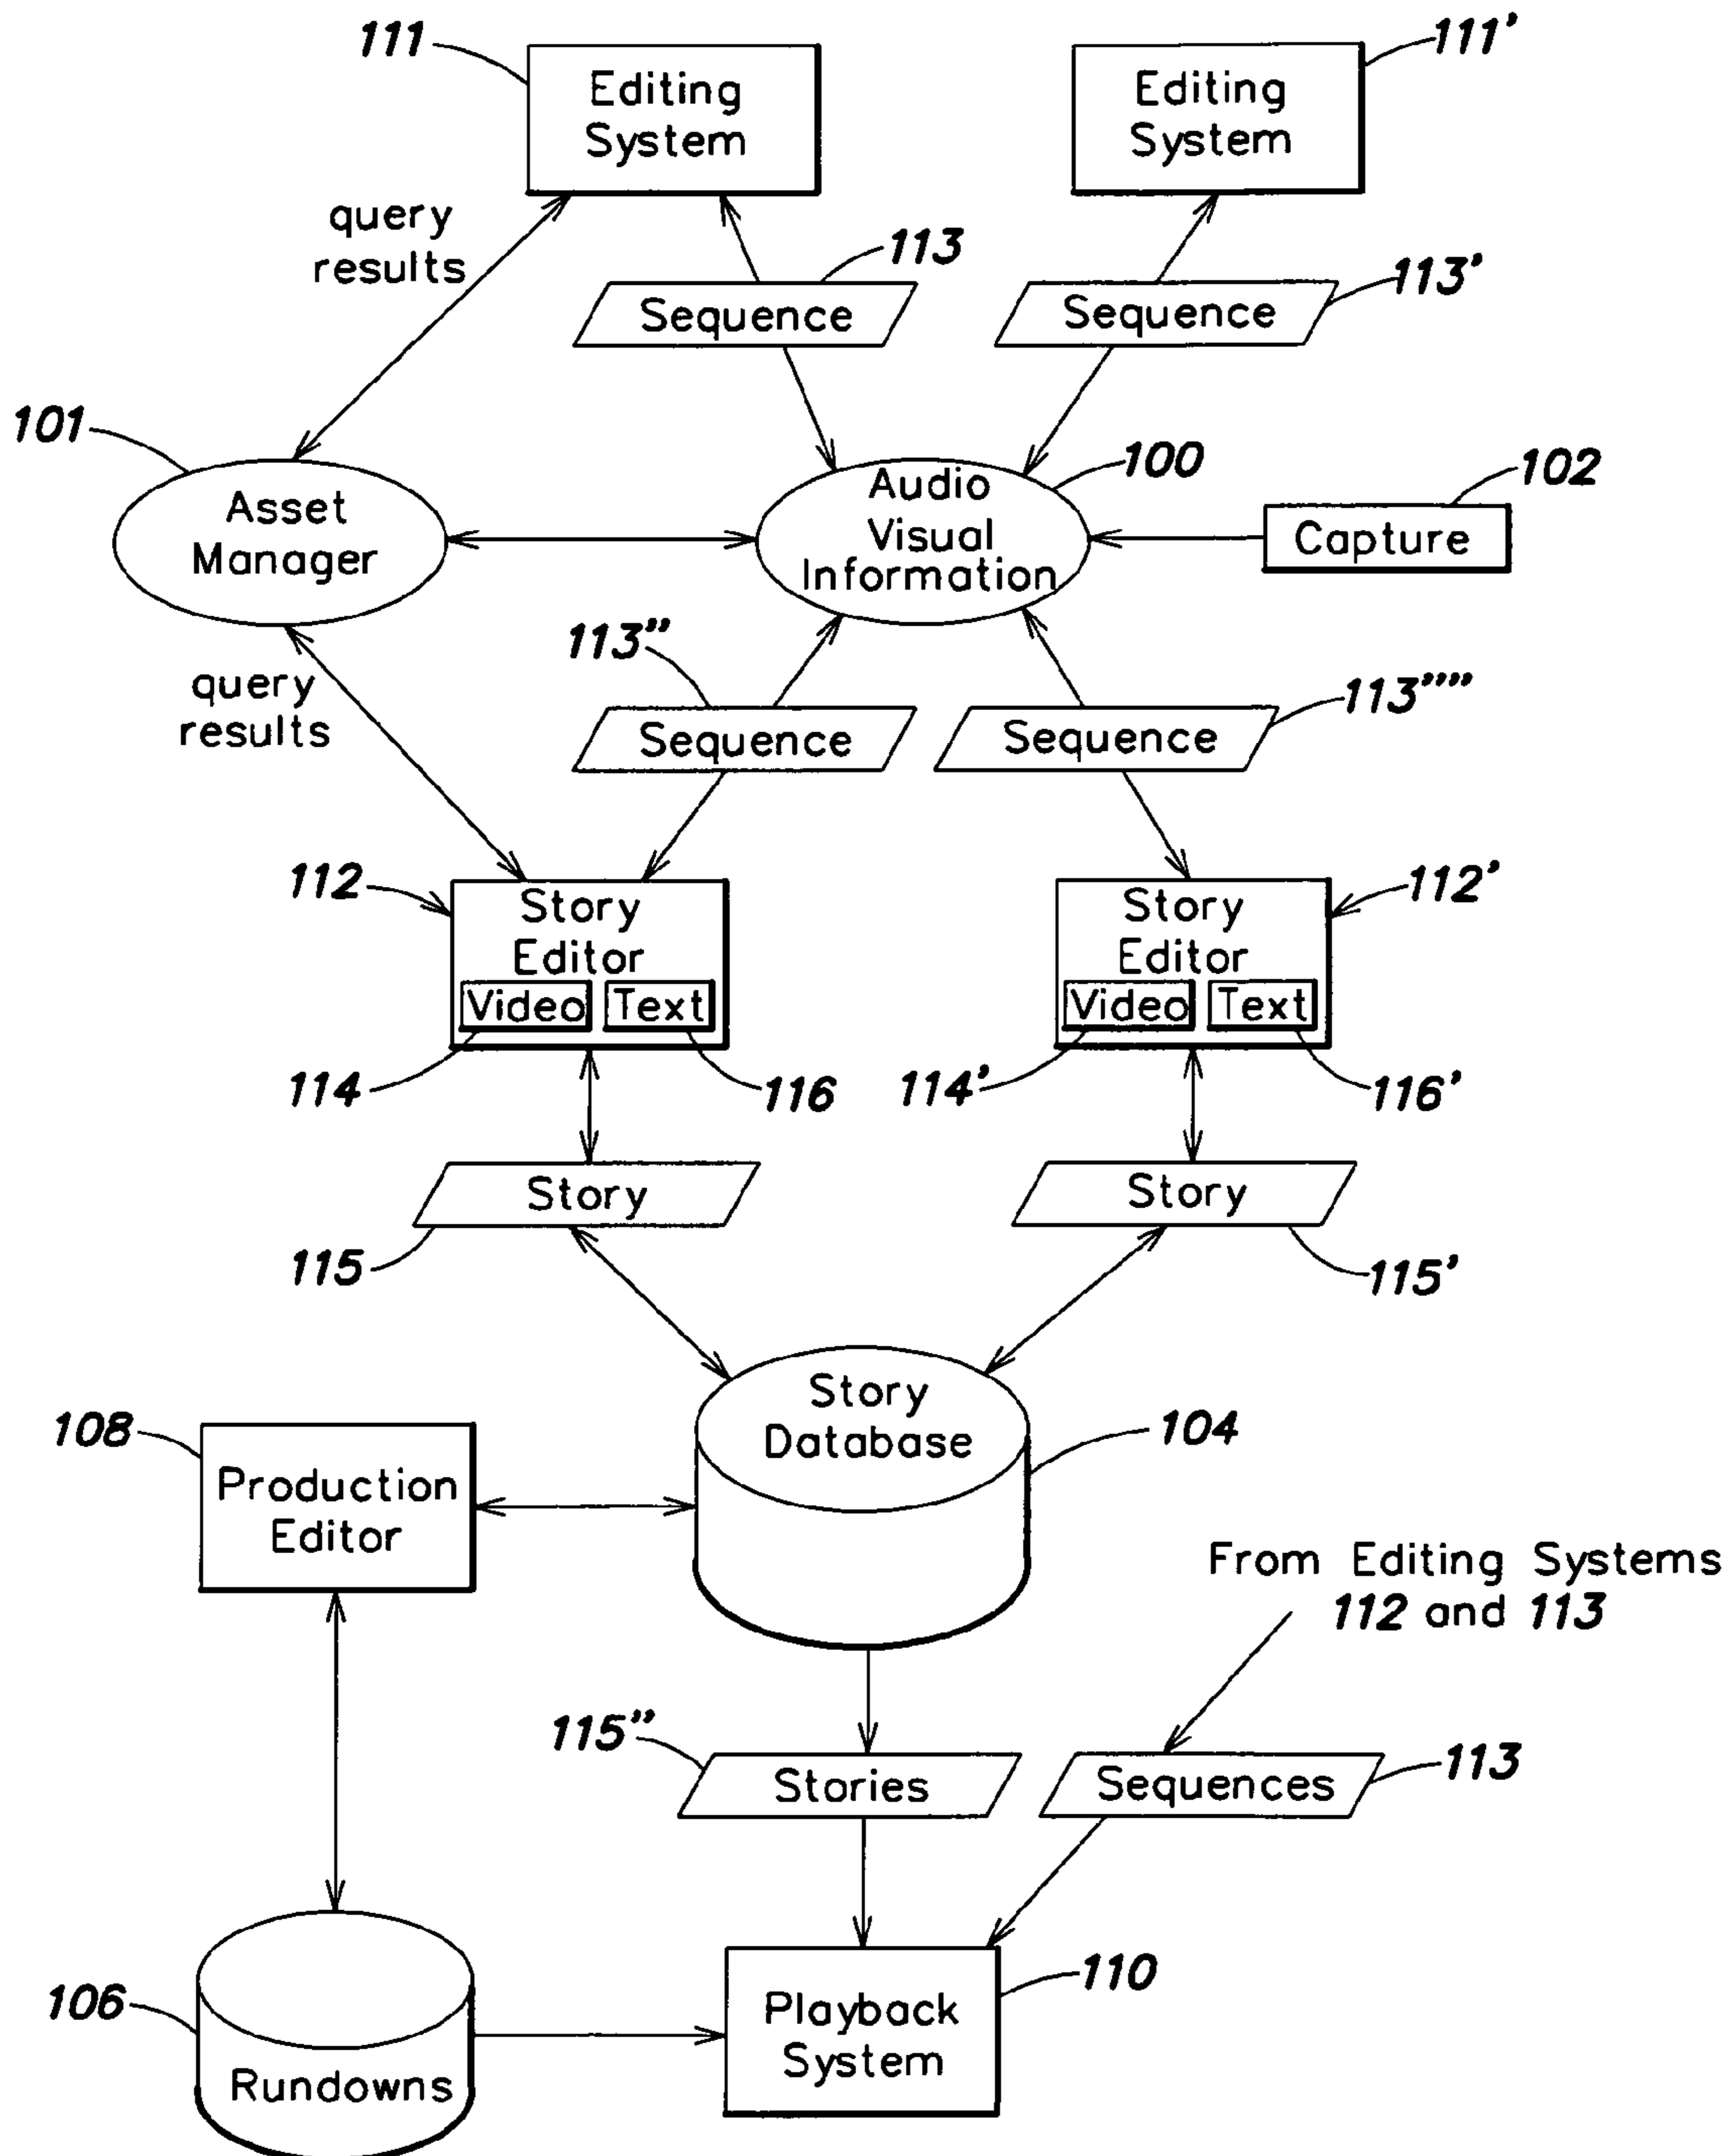 111
Editing
System
111'
Editing
System
query
results
113
Sequence
113'
Sequence
101
Asset
Manager
100
Audio
Visual
Information
102
Capture
query
results
113"
Sequence
113""
Sequence
112
Story
Editor
Video
Text
112'
Story
Editor
Video
Text
114
116
114'
116'
Story
115
Story
115'
Story
Database
104
108
Production
Editor
From Editing Systems
112 and 113
115"
Stories
Sequences
113
106
Rundowns
Playback
System
110